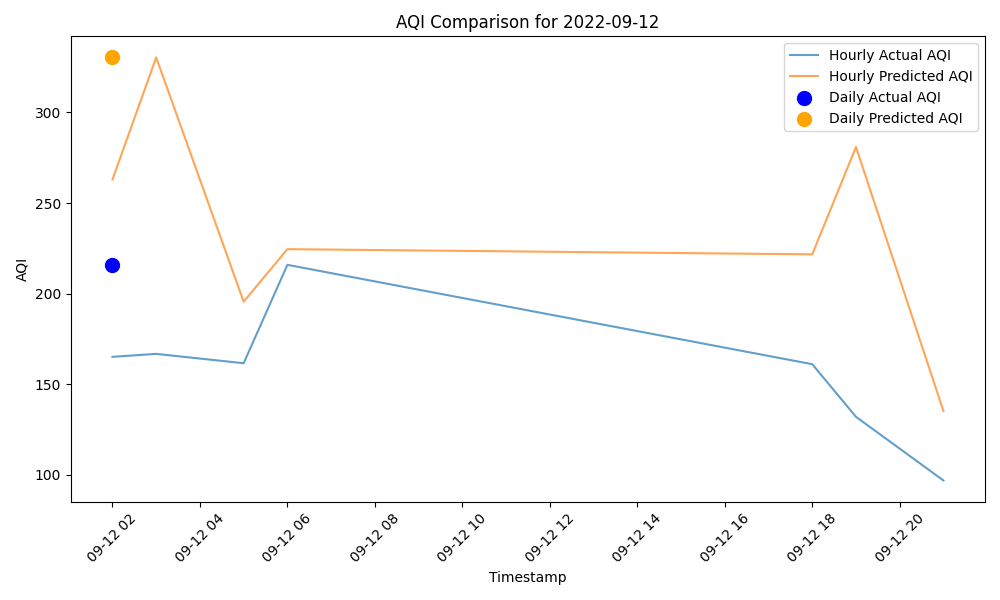 AQI Comparison for 2022-09-12
Hourly Actual AQI
Hourly Predicted AQI
Daily Actual AQI
Daily Predicted AQI
AQI
300
250
200
150
100
09-12 02
09-12 04
09-12 06
09-12 08
09-12 10
09-12 12
09-12 14
09-12 16
09-12 18
09-12 20
Timestamp